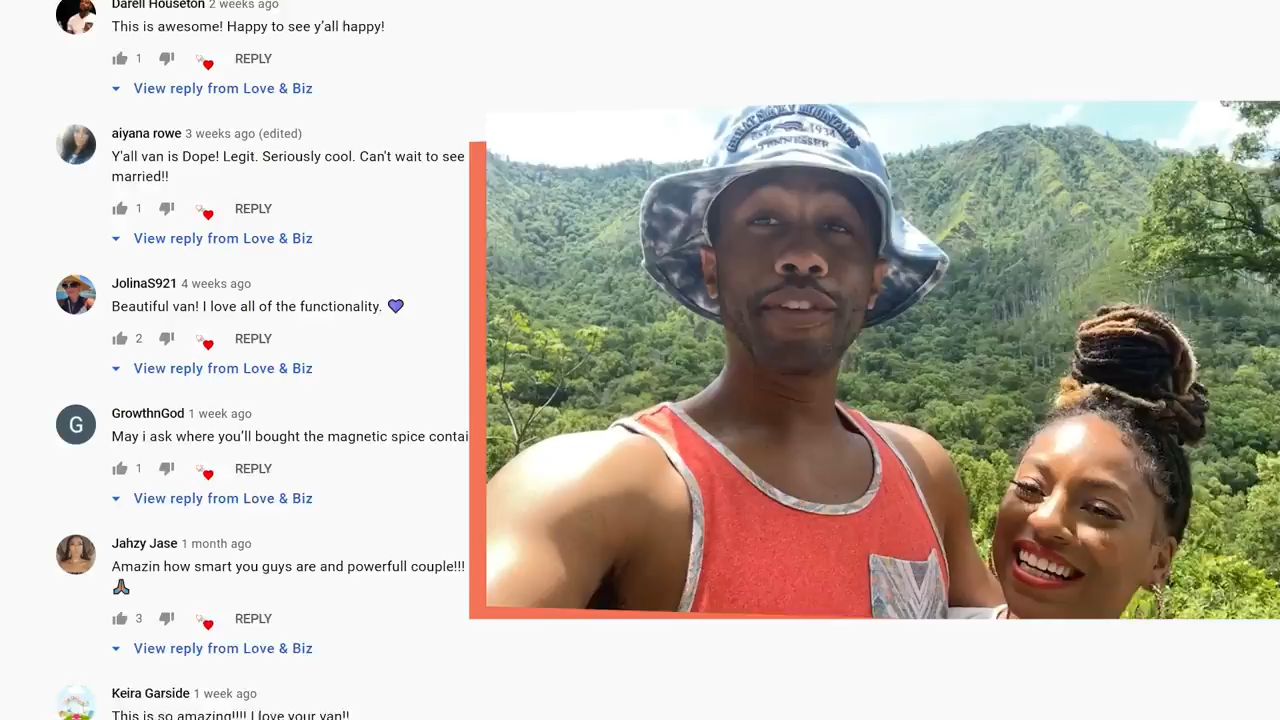 Darell Houseton 2 weeks ago
This is awesome! Happy to see y'all happy!
1 REPLY
View reply from Love & Biz
aiyana rowe 3 weeks ago (edited)
Y'all van is Dope! Legit. Seriously cool. Can't wait to see
married!!
1 REPLY
View reply from Love & Biz
JolinaS921 4 weeks ago
Beautiful van! I love all of the functionality. 💜
2 REPLY
View reply from Love & Biz
G
GrowthnGod 1 week ago
May i ask where you'll bought the magnetic spice contai
1 REPLY
View reply from Love & Biz
Jahzy Jase 1 month ago
Amazin how smart you guys are and powerfull couple!!!
🙏🏾
3 REPLY
View reply from Love & Biz
Keira Garside 1 week ago
This is so amazing!!!! I love your van!!
GREAT SMOKY MOUNTAINS
EST 1934
TENNESSEE